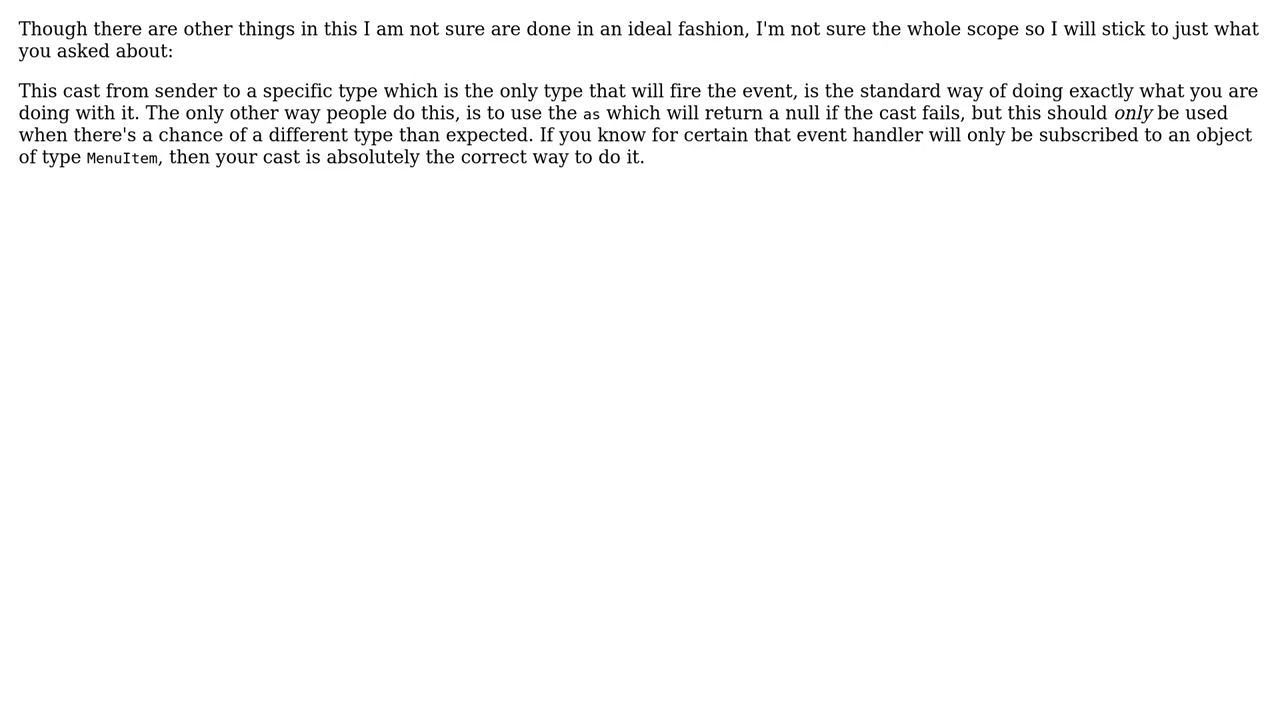 Though there are other things in this I am not sure are done in an ideal fashion, I'm not sure the whole scope so I will stick to just what
you asked about:
This cast from sender to a specific type which is the only type that will fire the event, is the standard way of doing exactly what you are
doing with it. The only other way people do this, is to use the as which will return a null if the cast fails, but this should only be used
when there's a chance of a different type than expected. If you know for certain that event handler will only be subscribed to an object
of type MenuItem, then your cast is absolutely the correct way to do it.